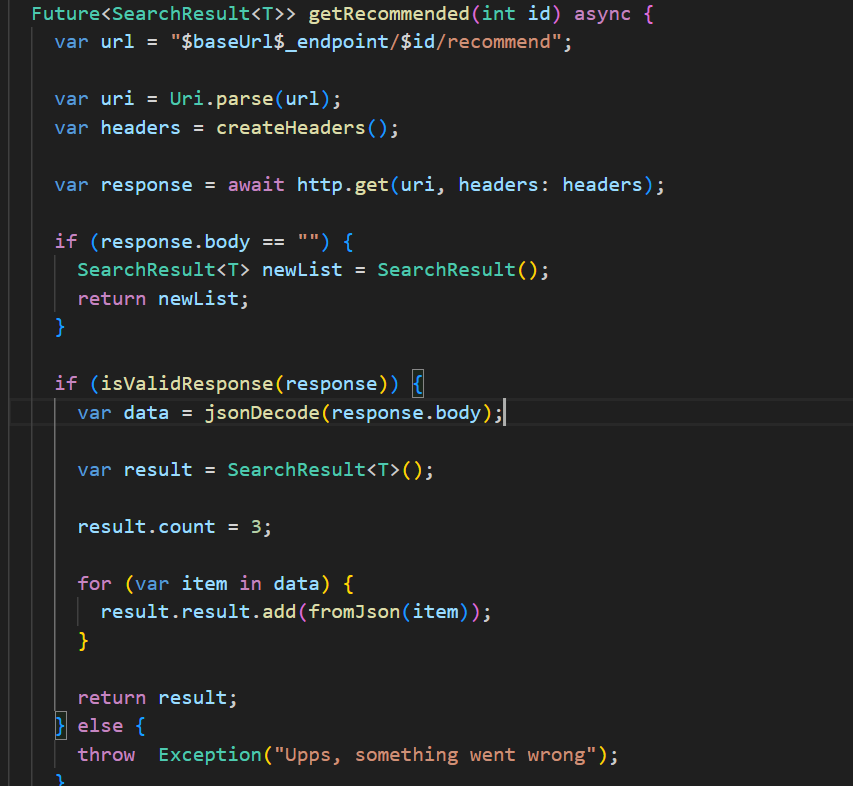 Future<SearchResult<T>> getRecommended(int id) async {
var url = "$baseUrl$_endpoint/$id/recommend";
var uri = Uri.parse(url);
var headers = createHeaders();
var response = await http.get(uri, headers: headers);
if (response.body == "") {
SearchResult<T> newList = SearchResult();
return newList;
}
if (isValidResponse(response)) {
var data = jsonDecode(response.body);
var result = SearchResult<T>();
result.count = 3;
for (var item in data) {
result.result.add(fromJson(item));
}
return result;
} else {
throw  Exception("Upps, something went wrong");
}